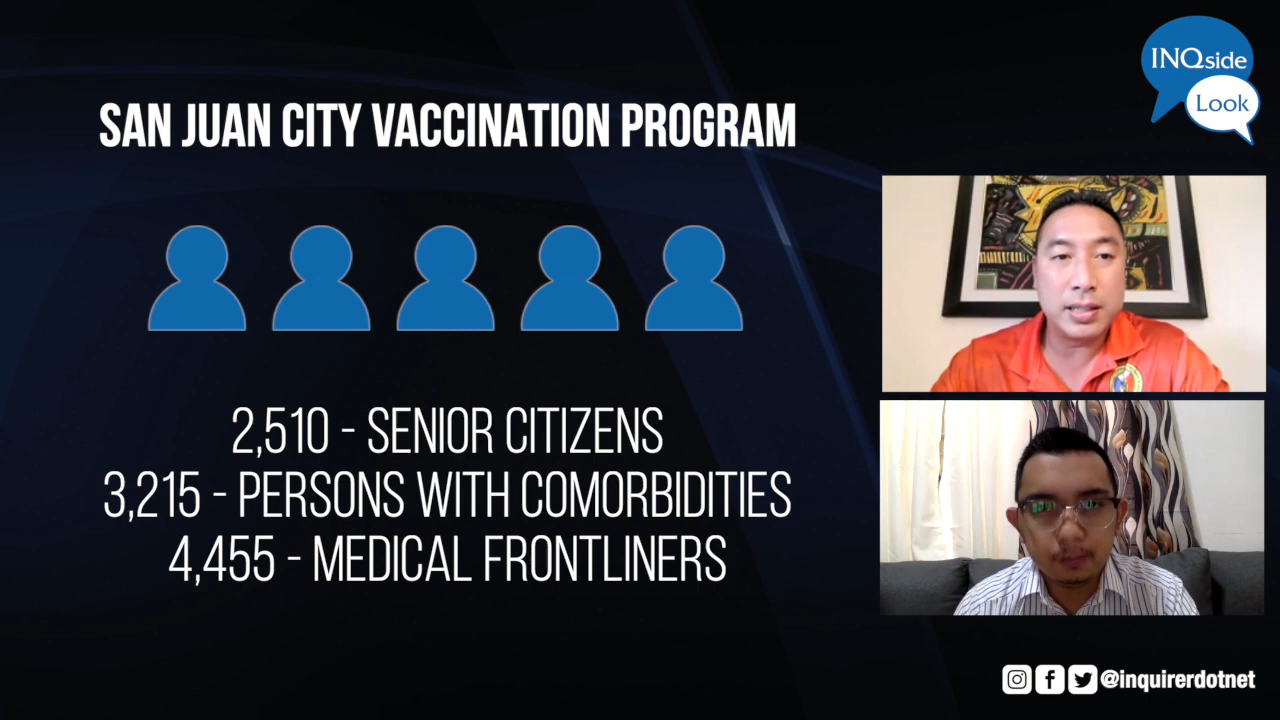 INQside
Look
SAN JUAN CITY VACCINATION PROGRAM
2,510 - SENIOR CITIZENS
3,215 - PERSONS WITH COMORBIDITIES
4,455 - MEDICAL FRONTLINERS
@inquirerdotnet